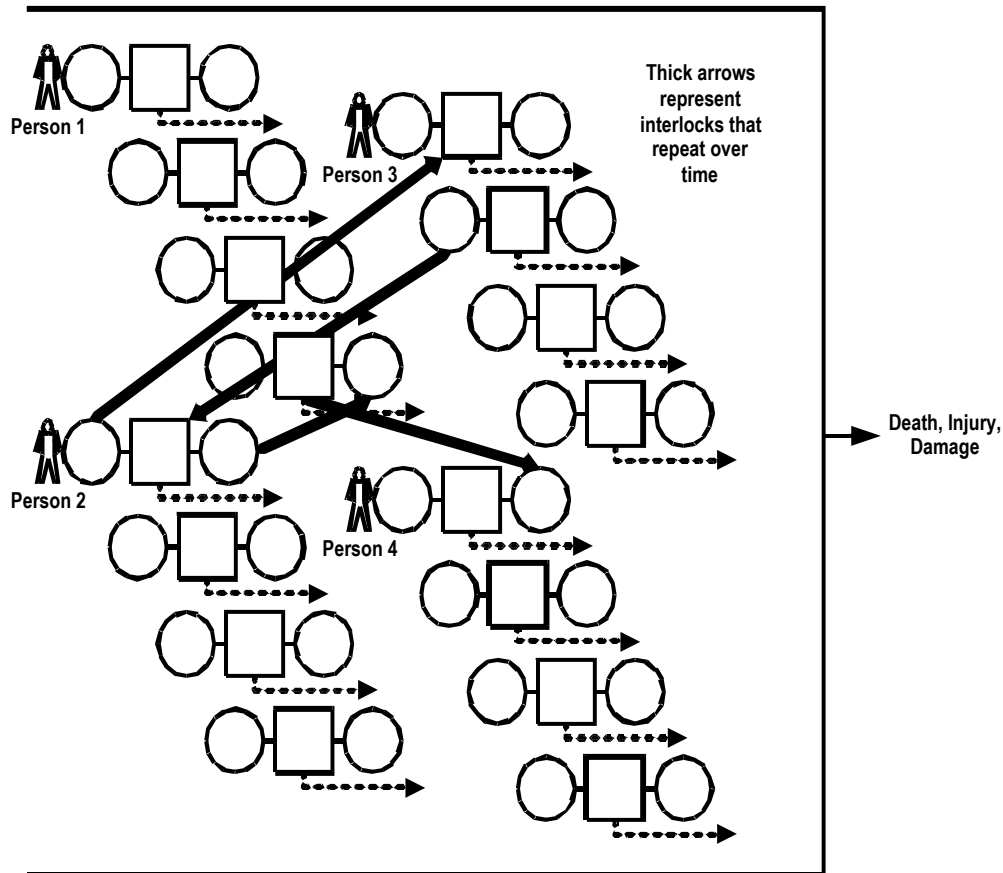 Person 1
Person 3
Thick arrows
represent
interlocks that
repeat over
time
Person 2
Person 4
Death, Injury,
Damage